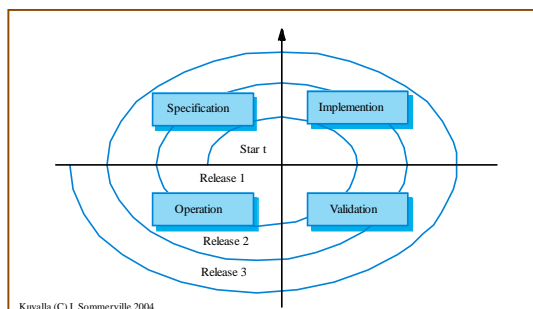 Specification
Implemention
Star t
Release 1
Operation
Validation
Release 2
Release 3
Kuvalla (C) I. Sommerville 2004